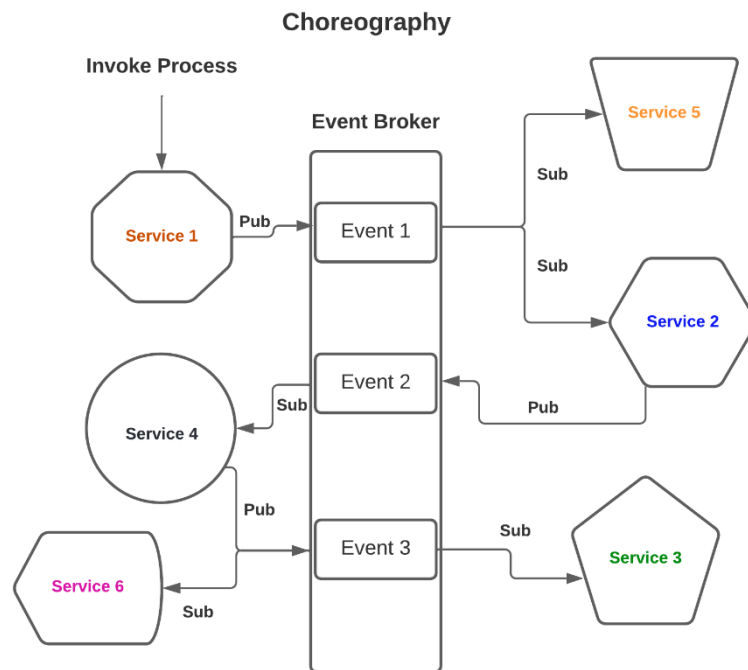 Choreography
Invoke Process
Service 5
Event Broker
Sub
Pub
Event 1
Service 1
Sub
Service 2
Event 2
Sub
Pub
Service 4
Pub
Sub
Event 3
Service 3
Service 6
Sub